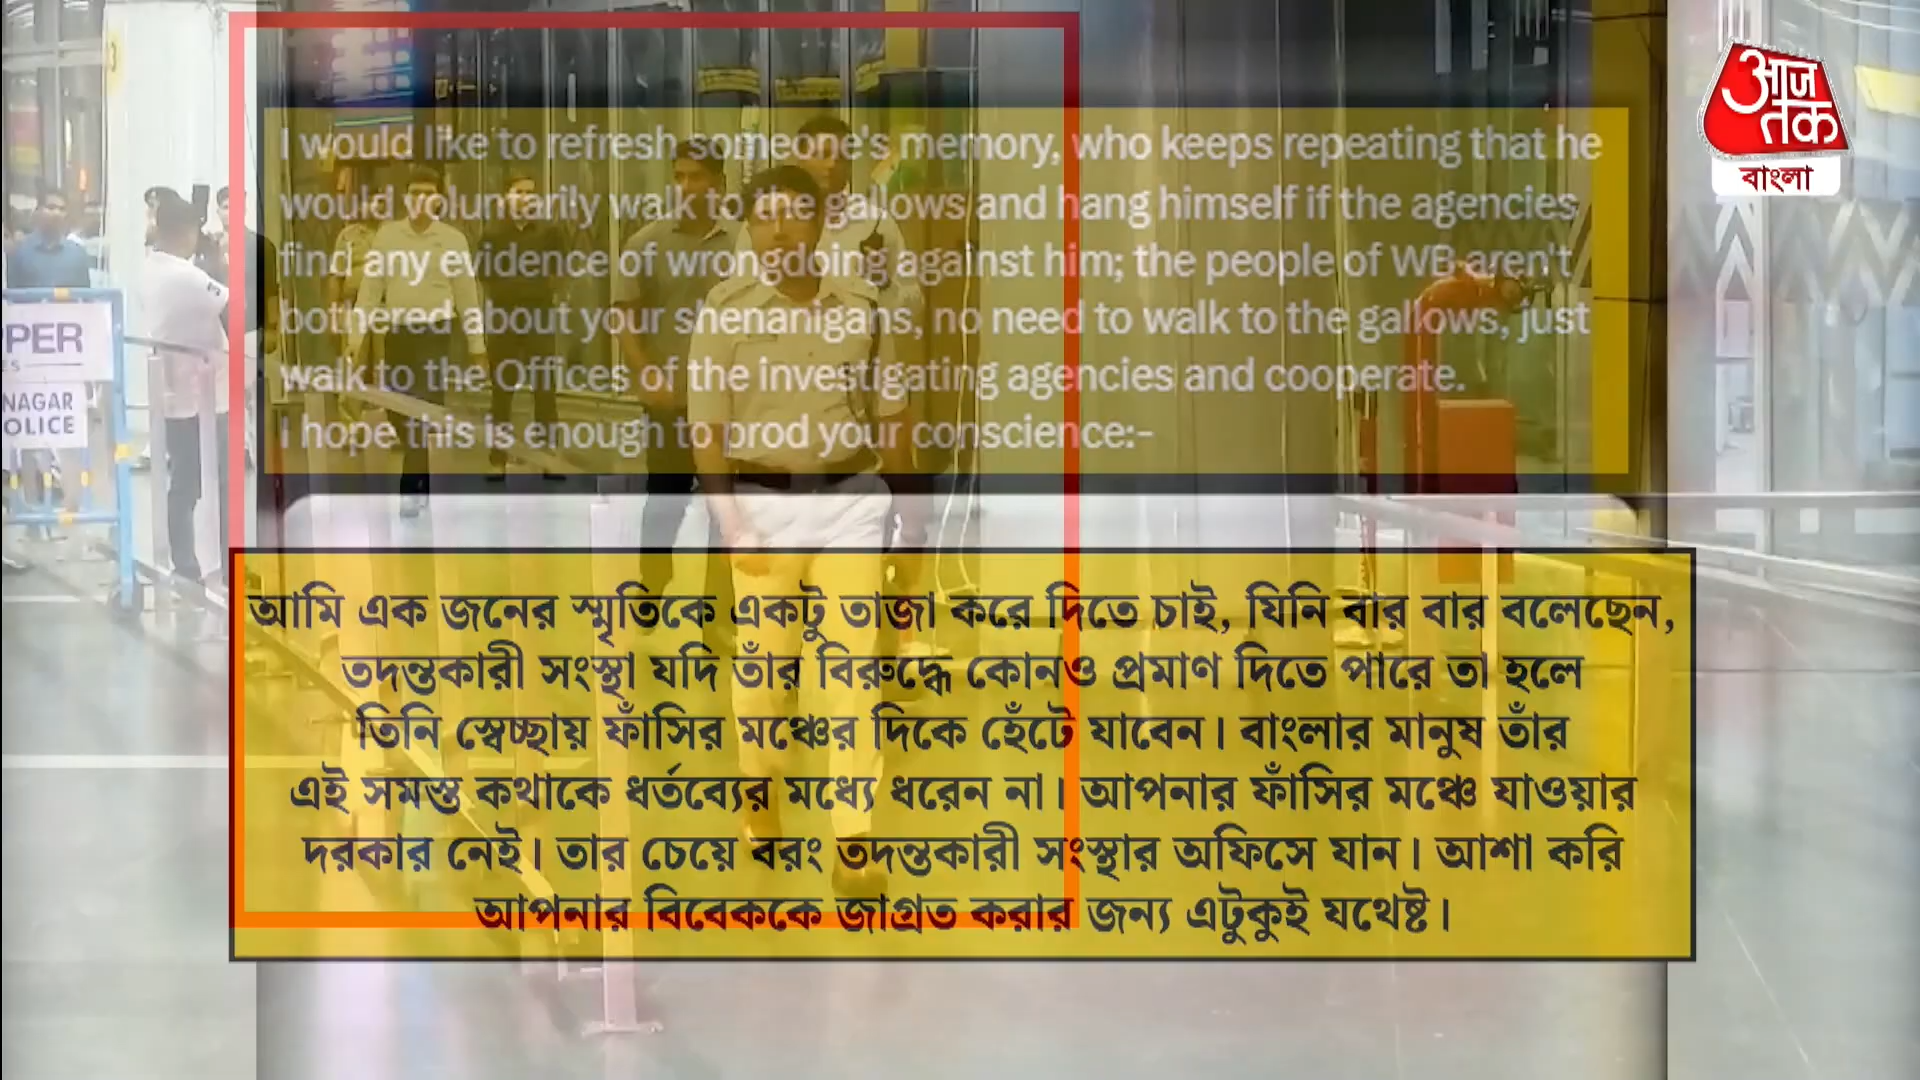 आज
तक
বাংলা
I would like to refresh someone's memory, who keeps repeating that he
would voluntarily walk to the gallows and hang himself if the agencies
find any evidence of wrongdoing against him; the people of WB aren't
bothered about your shenanigans, no need to walk to the gallows, just
walk to the Offices of the investigating agencies and cooperate.
I hope this is enough to prod your conscience:-
PPER
NAGAR
OLICE
আমি এক জনের স্মৃতিকে একটু তাজা করে দিতে চাই, যিনি বার বার বলেছেন,
তদন্তকারী সংস্থা যদি তাঁর বিরুদ্ধে কোনও প্রমাণ দিতে পারে তা হলে
তিনি স্বেচ্ছায় ফাঁসির মঞ্চের দিকে হেঁটে যাবেন। বাংলার মানুষ তাঁর
এই সমস্ত কথাকে ধর্তব্যের মধ্যে ধরেন না। আপনার ফাঁসির মঞ্চে যাওয়ার
দরকার নেই। তার চেয়ে বরং তদন্তকারী সংস্থার অফিসে যান। আশা করি
আপনার বিবেককে জাগ্রত করার জন্য এটুকুই যথেষ্ট।